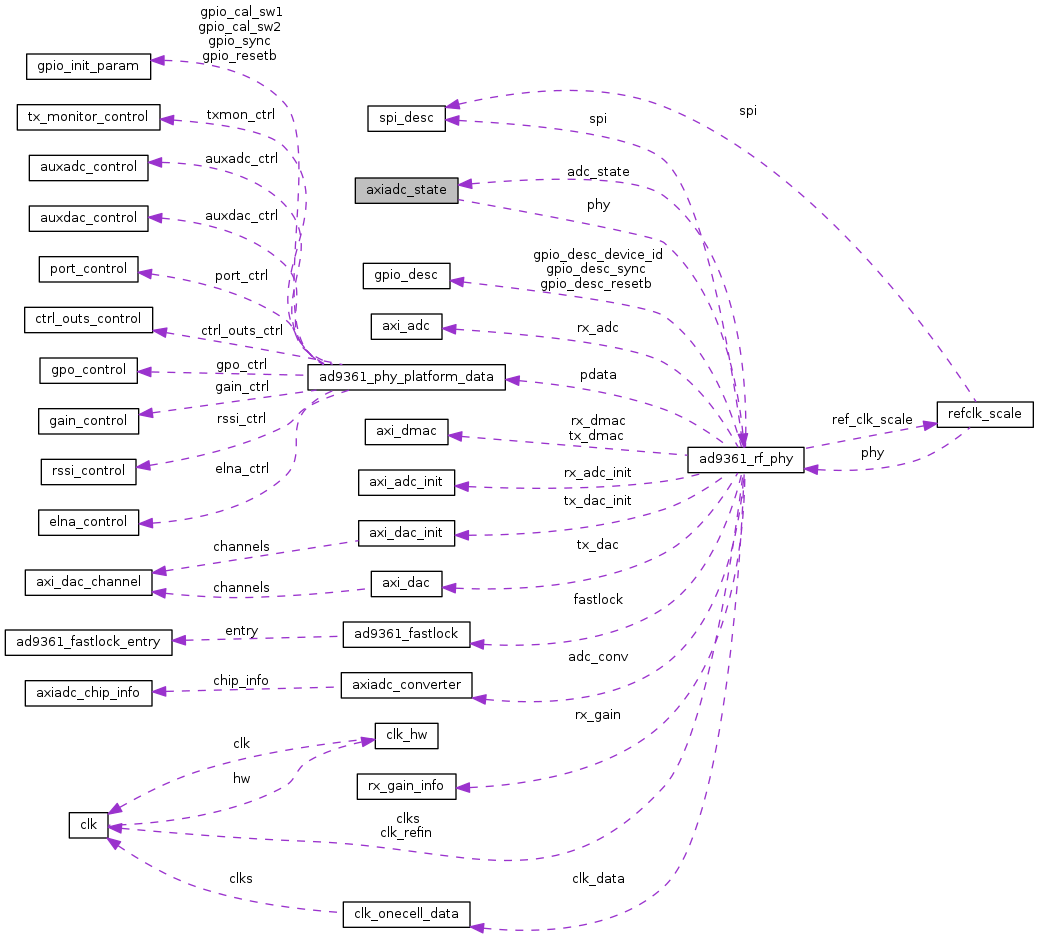 gpio_cal_sw1
gpio_cal_sw2
gpio_sync
gpio_resetb
gpio_init_param
tx_monitor_control
txmon_ctrl
spi_desc
spi
spi
auxadc_control
auxadc_ctrl
axiadc_state
adc_state
phy
auxdac_control
auxdac_ctrl
port_control
port_ctrl
gpio_desc
gpio_desc_device_id
gpio_desc_sync
gpio_desc_resetb
ctrl_outs_control
ctrl_outs_ctrl
axi_adc
rx_adc
gpo_control
gpo_ctrl
ad9361_phy_platform_data
pdata
gain_control
gain_ctrl
axi_dmac
rx_dmac
tx_dmac
refclk_scale
ref_clk_scale
phy
ad9361_rf_phy
rssi_control
rssi_ctrl
axi_adc_init
rx_adc_init
elna_control
elna_ctrl
axi_dac_init
tx_dac_init
channels
axi_dac_channel
channels
axi_dac
tx_dac
ad9361_fastlock_entry
entry
ad9361_fastlock
fastlock
axiadc_chip_info
chip_info
axiadc_converter
adc_conv
clk
hw
clk_hw
rx_gain
rx_gain_info
clk
clks
clk_refin
clks
clk_onecell_data
clk_data